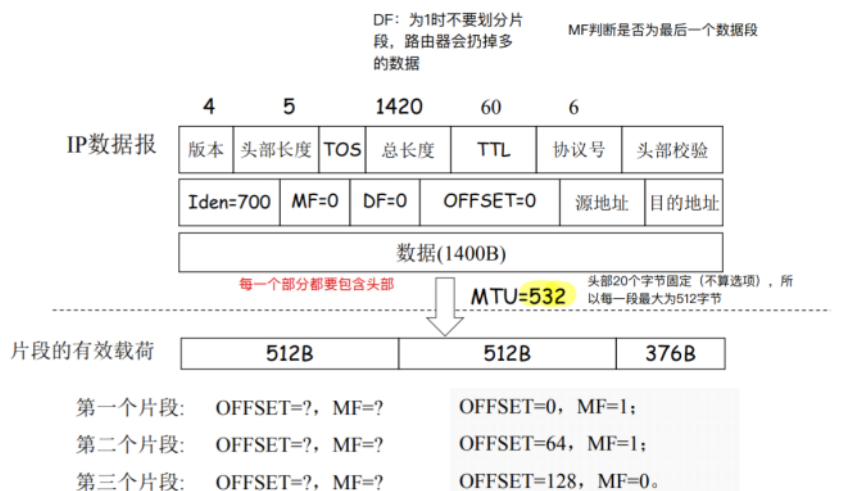 DF：为1时不要划分片
段，路由器会扔掉多
的数据
MF判断是否为最后一个数据段
4 5 1420 60 6
IP数据报
版本 头部长度 TOS 总长度 TTL 协议号 头部校验
Iden=700 MF=0 DF=0 OFFSET=0 源地址 目的地址
数据(1400B)
每一个部分都要包含头部
MTU=532
头部20个字节固定（不算选项），所
以每一段最大为512字节
片段的有效载荷 512B 512B 376B
第一个片段: OFFSET=?，MF=? OFFSET=0，MF=1;
第二个片段: OFFSET=?，MF=? OFFSET=64，MF=1;
第三个片段: OFFSET=?，MF=? OFFSET=128，MF=0。